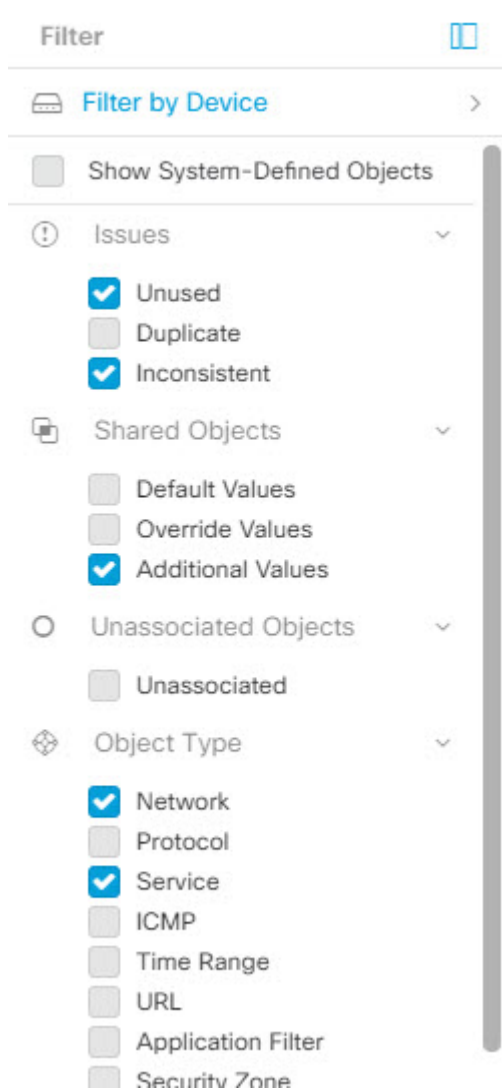 Filter
Filter by Device
Show System-Defined Objects
Issues
Unused
Duplicate
Inconsistent
Shared Objects
Default Values
Override Values
Additional Values
Unassociated Objects
Unassociated
Object Type
Network
Protocol
Service
ICMP
Time Range
URL
Application Filter
Security Zone